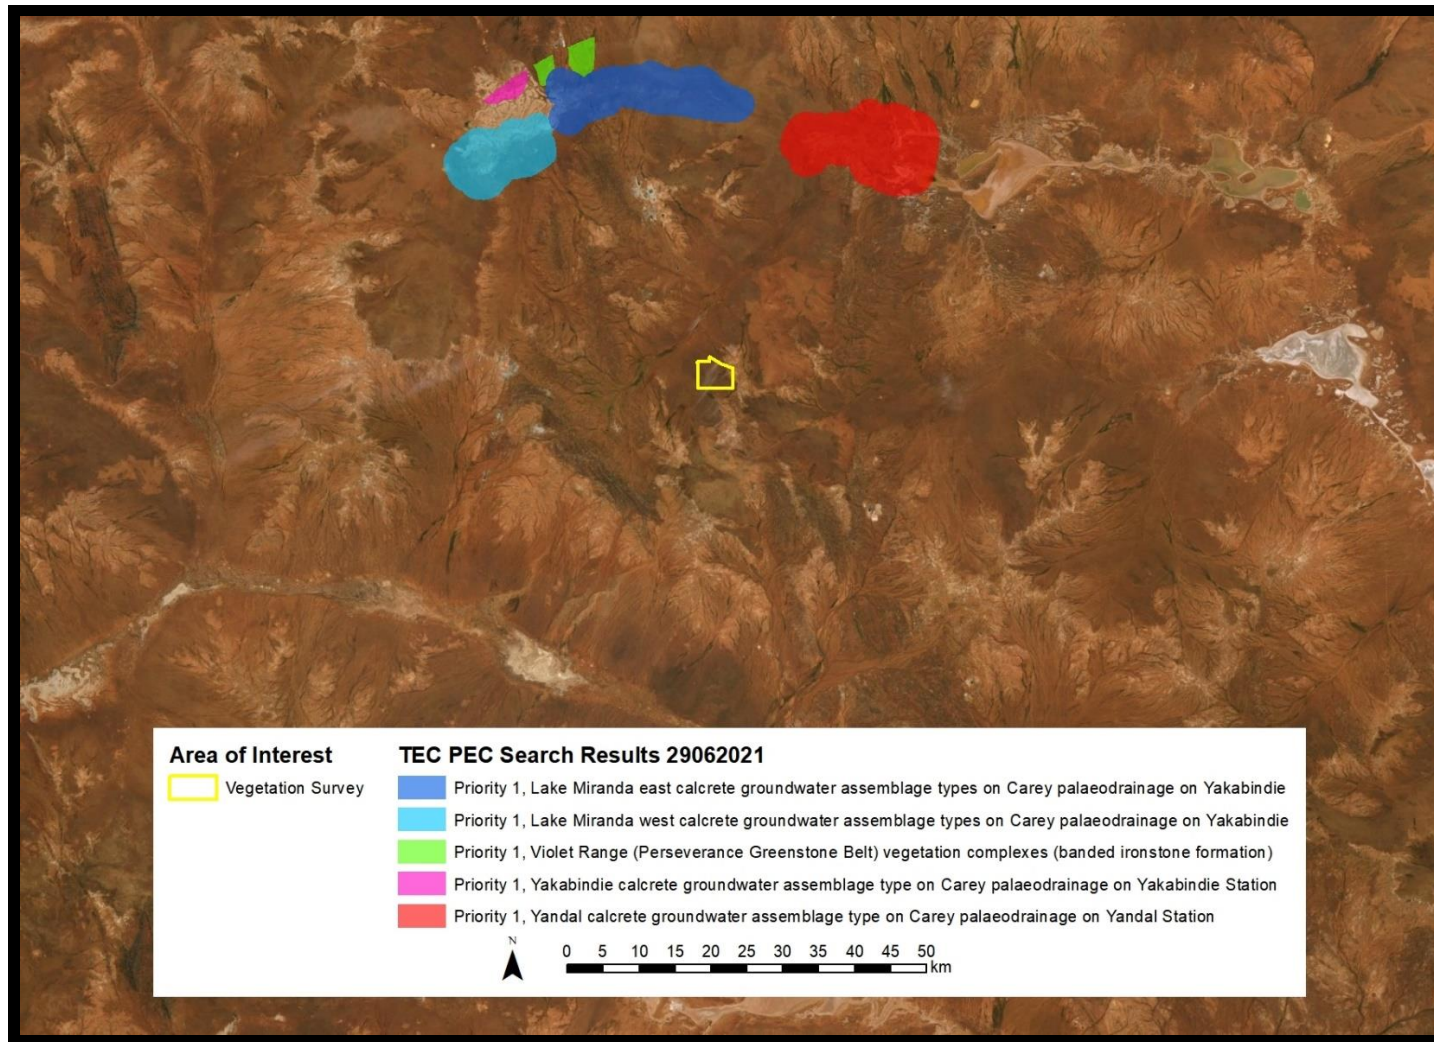 Area of Interest
Vegetation Survey
TEC PEC Search Results 29062021
Priority 1, Lake Miranda east calcrete groundwater assemblage types on Carey palaeodrainage on Yakabindie
Priority 1, Lake Miranda west calcrete groundwater assemblage types on Carey palaeodrainage on Yakabindie
Priority 1, Violet Range (Perseverance Greenstone Belt) vegetation complexes (banded ironstone formation)
Priority 1, Yakabindie calcrete groundwater assemblage type on Carey palaeodrainage on Yakabindie Station
Priority 1, Yandal calcrete groundwater assemblage type on Carey palaeodrainage on Yandal Station
N
0 5 10 15 20 25 30 35 40 45 50
km